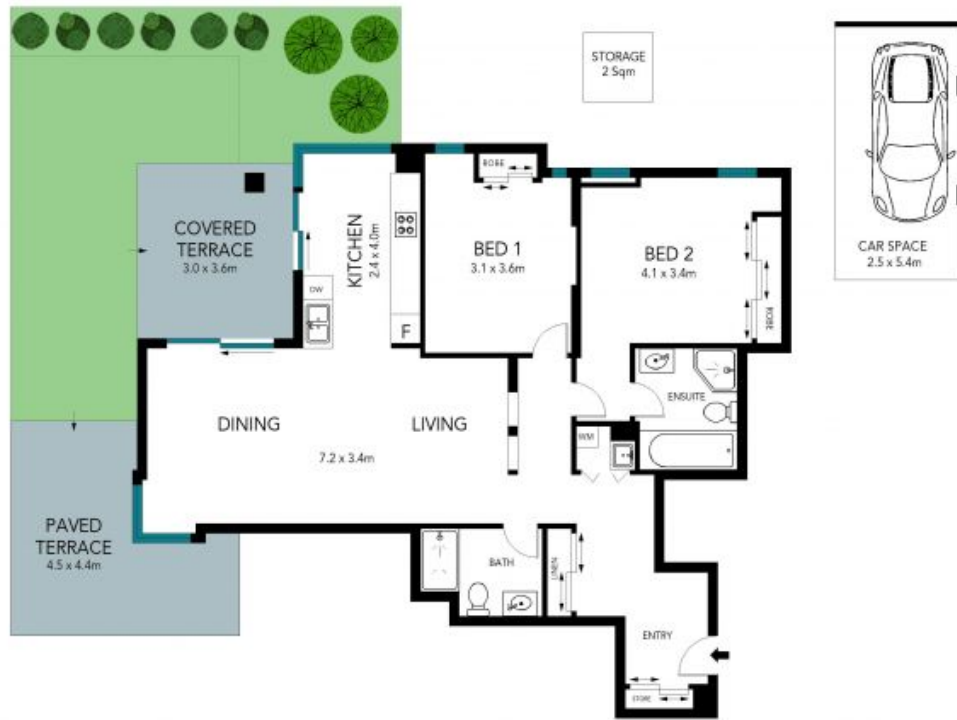 STORAGE
2 Sqm
CAR SPACE
2.5 x 5.4m
COVERED
TERRACE
3.0 x 3.6m
KITCHEN
2.4 x 4.0m
DW
F
ROBE
BED 1
3.1 x 3.6m
BED 2
4.1 x 3.4m
ROBE
ENSUITE
WM
DINING
LIVING
7.2 x 3.4m
PAVED
TERRACE
4.5 x 4.4m
BATH
LINEN
ENTRY
STORE